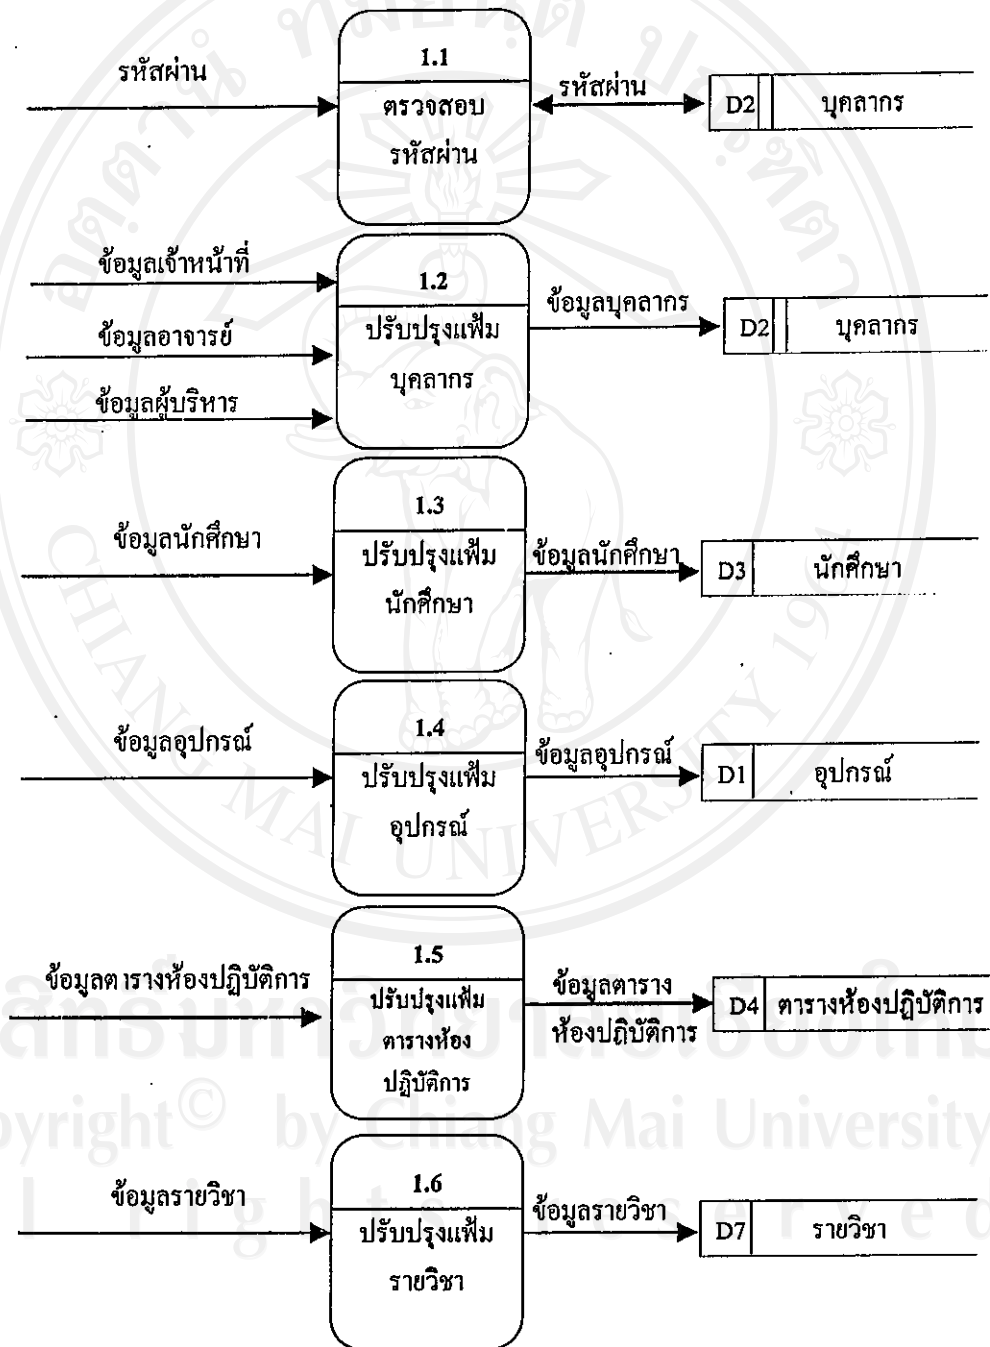 1.1
รหัสผ่าน
ตรวจสอบ
รหัสผ่าน
รหัสผ่าน
D2
บุคลากร
ข้อมูลเจ้าหน้าที่
ข้อมูลอาจารย์
ข้อมูลผู้บริหาร
1.2
ปรับปรุงแฟ้ม
บุคลากร
ข้อมูลบุคลากร
D2
บุคลากร
ข้อมูลนักศึกษา
1.3
ปรับปรุงแฟ้ม
นักศึกษา
ข้อมูลนักศึกษา
D3
นักศึกษา
ข้อมูลอุปกรณ์
1.4
ปรับปรุงแฟ้ม
อุปกรณ์
ข้อมูลอุปกรณ์
D1
อุปกรณ์
ข้อมูลตารางห้องปฏิบัติการ
1.5
ปรับปรุงแฟ้ม
ตารางห้อง
ปฏิบัติการ
ข้อมูลตาราง
ห้องปฏิบัติการ
D4
ตารางห้องปฏิบัติการ
ข้อมูลรายวิชา
1.6
ปรับปรุงแฟ้ม
รายวิชา
ข้อมูลรายวิชา
D7
รายวิชา
CHIANG MAI UNIVERSITY 1964
pyright© by Chiang Mai University